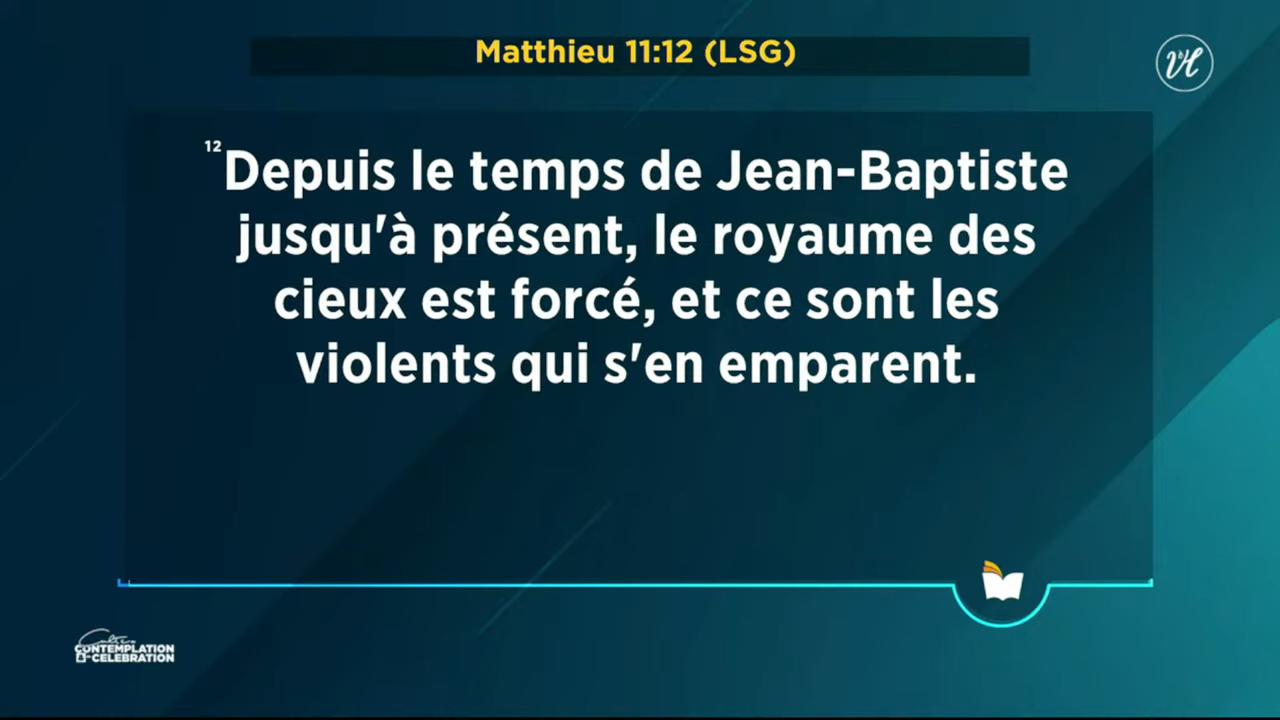 Matthieu 11:12 (LSG)
12 Depuis le temps de Jean-Baptiste
jusqu'à présent, le royaume des
cieux est forcé, et ce sont les
violents qui s'en emparent.
CONTEMPLATION
CELEBRATION